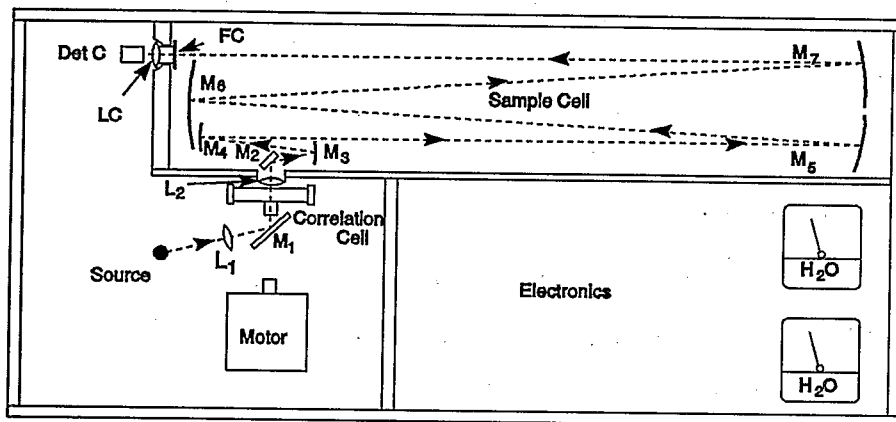 Det C
FC
LC
M6
M7
Sample Cell
M4
M2
M3
M5
L2
Correlation
Cell
M1
L1
Source
Motor
Electronics
H2O
H2O